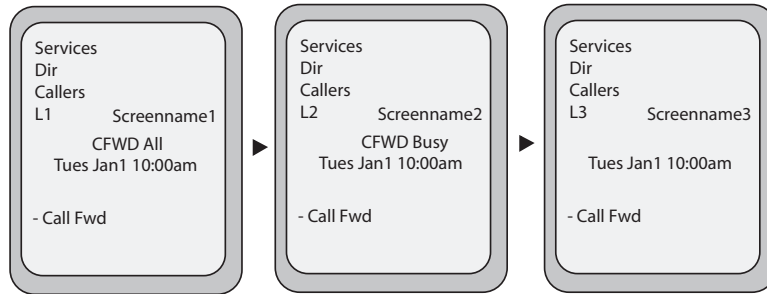 Services
Dir
Callers
L1 Screenname1
CFWD All
Tues Jan1 10:00am
- Call Fwd
Services
Dir
Callers
L2 Screenname2
CFWD Busy
Tues Jan1 10:00am
- Call Fwd
Services
Dir
Callers
L3 Screenname3
Tues Jan1 10:00am
- Call Fwd